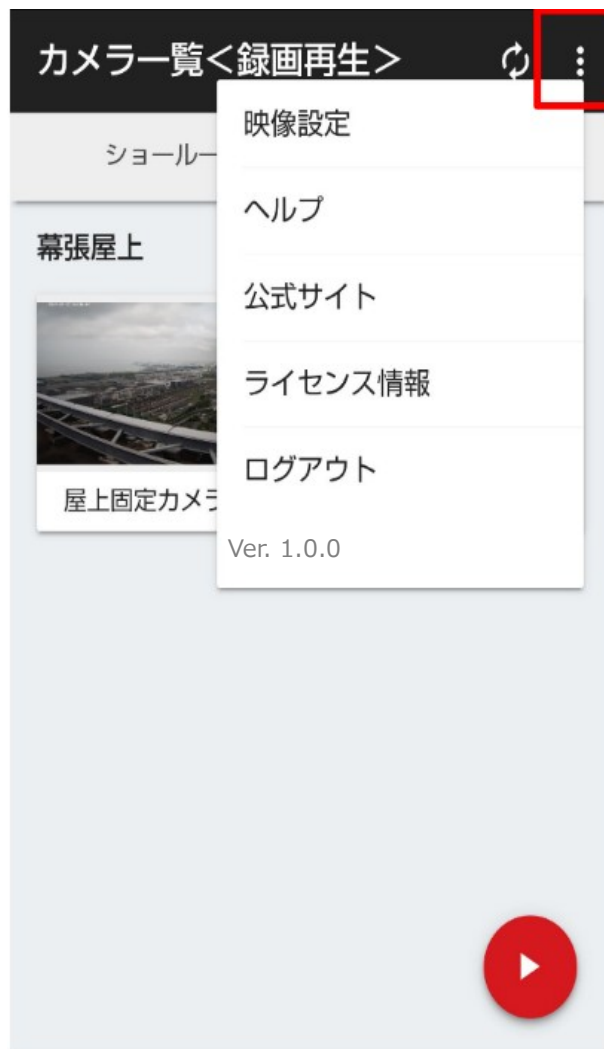 カメラ一覧＜録画再生＞
映像設定
ショールー
ヘルプ
幕張屋上
公式サイト
ライセンス情報
ログアウト
屋上固定カメラ
Ver. 1.0.0